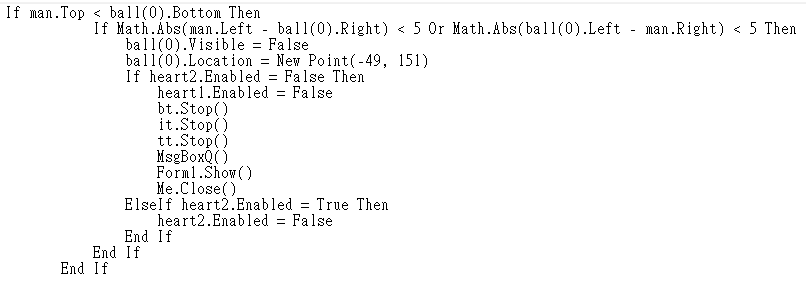 If man.Top < ball(0).Bottom Then
If Math.Abs(man.Left - ball(0).Right) < 5 Or Math.Abs(ball(0).Left - man.Right) < 5 Then
ball(0).Visible = False
ball(0).Location = New Point(-49, 151)
If heart2.Enabled = False Then
heart1.Enabled = False
bt.Stop()
it.Stop()
tt.Stop()
MsgBoxQ()
Form1.Show()
Me.Close()
ElseIf heart2.Enabled = True Then
heart2.Enabled = False
End If
End If
End If